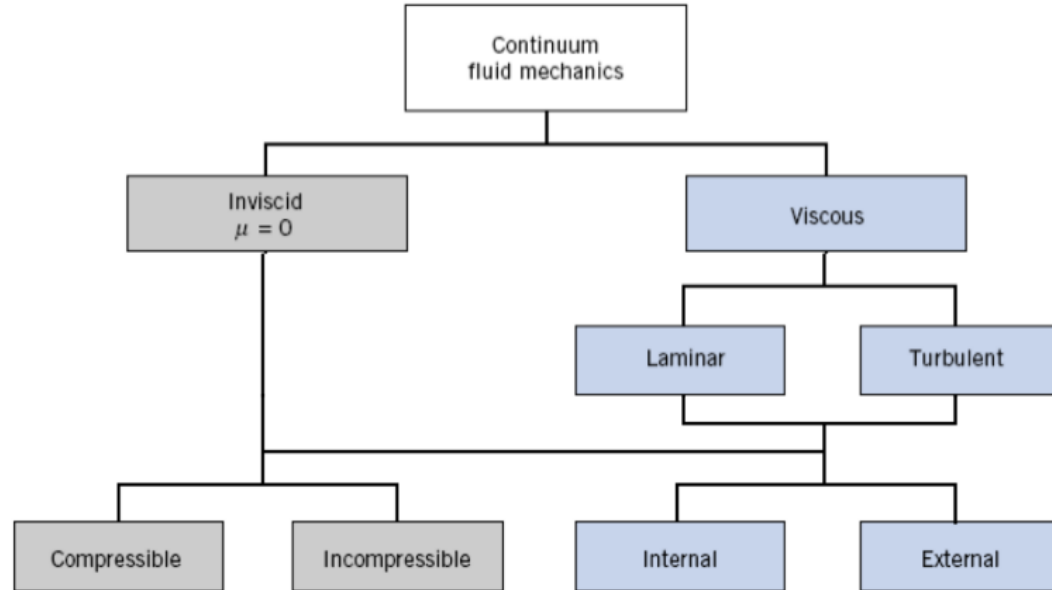 Continuum
fluid mechanics
Inviscid
μ = 0
Viscous
Laminar
Turbulent
Compressible
Incompressible
Internal
External